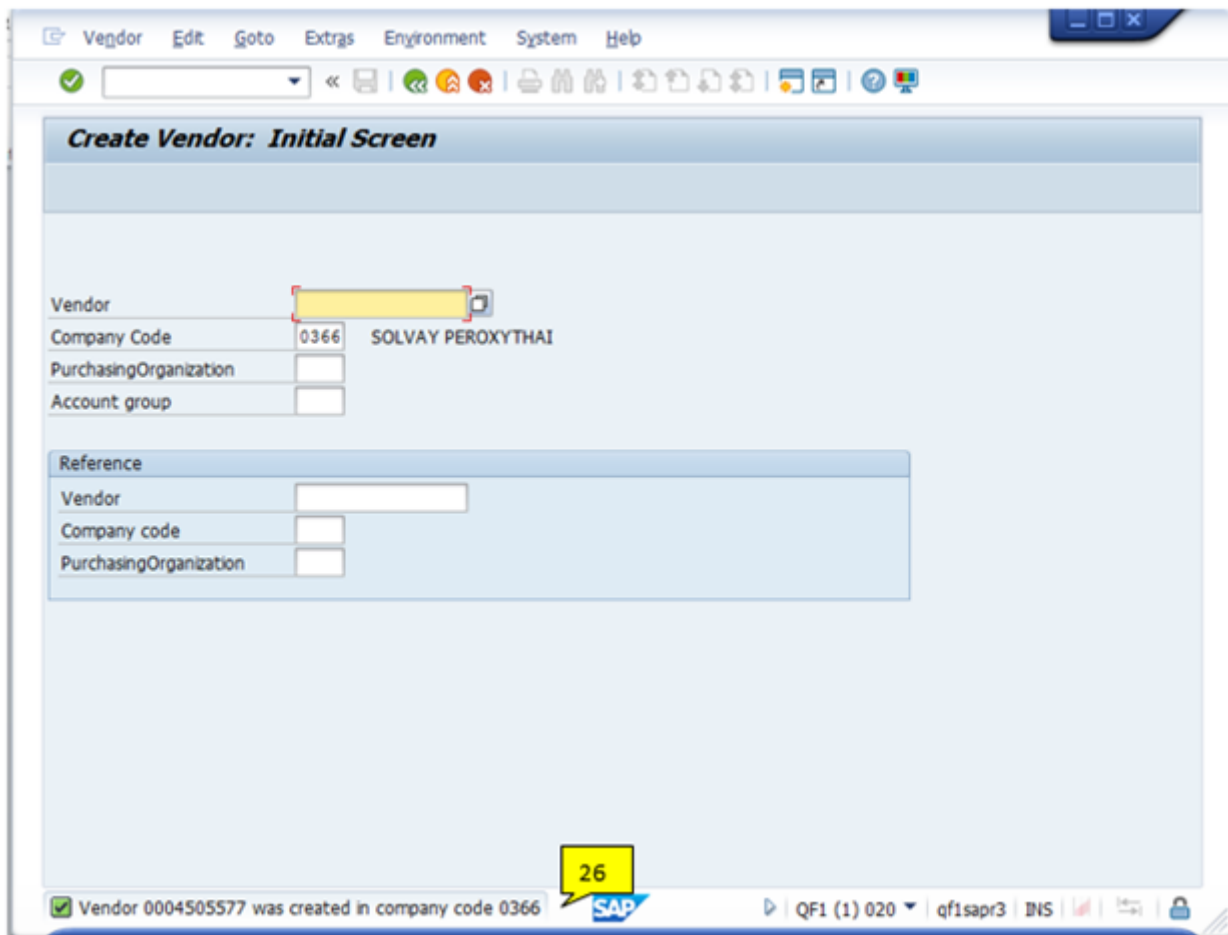 Vendor Edit Goto Extras Environment System Help
Create Vendor: Initial Screen
Vendor
Company Code 0366 SOLVAY PEROXYTHAI
PurchasingOrganization
Account group
Reference
Vendor
Company code
PurchasingOrganization
26
Vendor 0004505577 was created in company code 0366 SAP QF1 (1) 020 qf1sapr3 INS